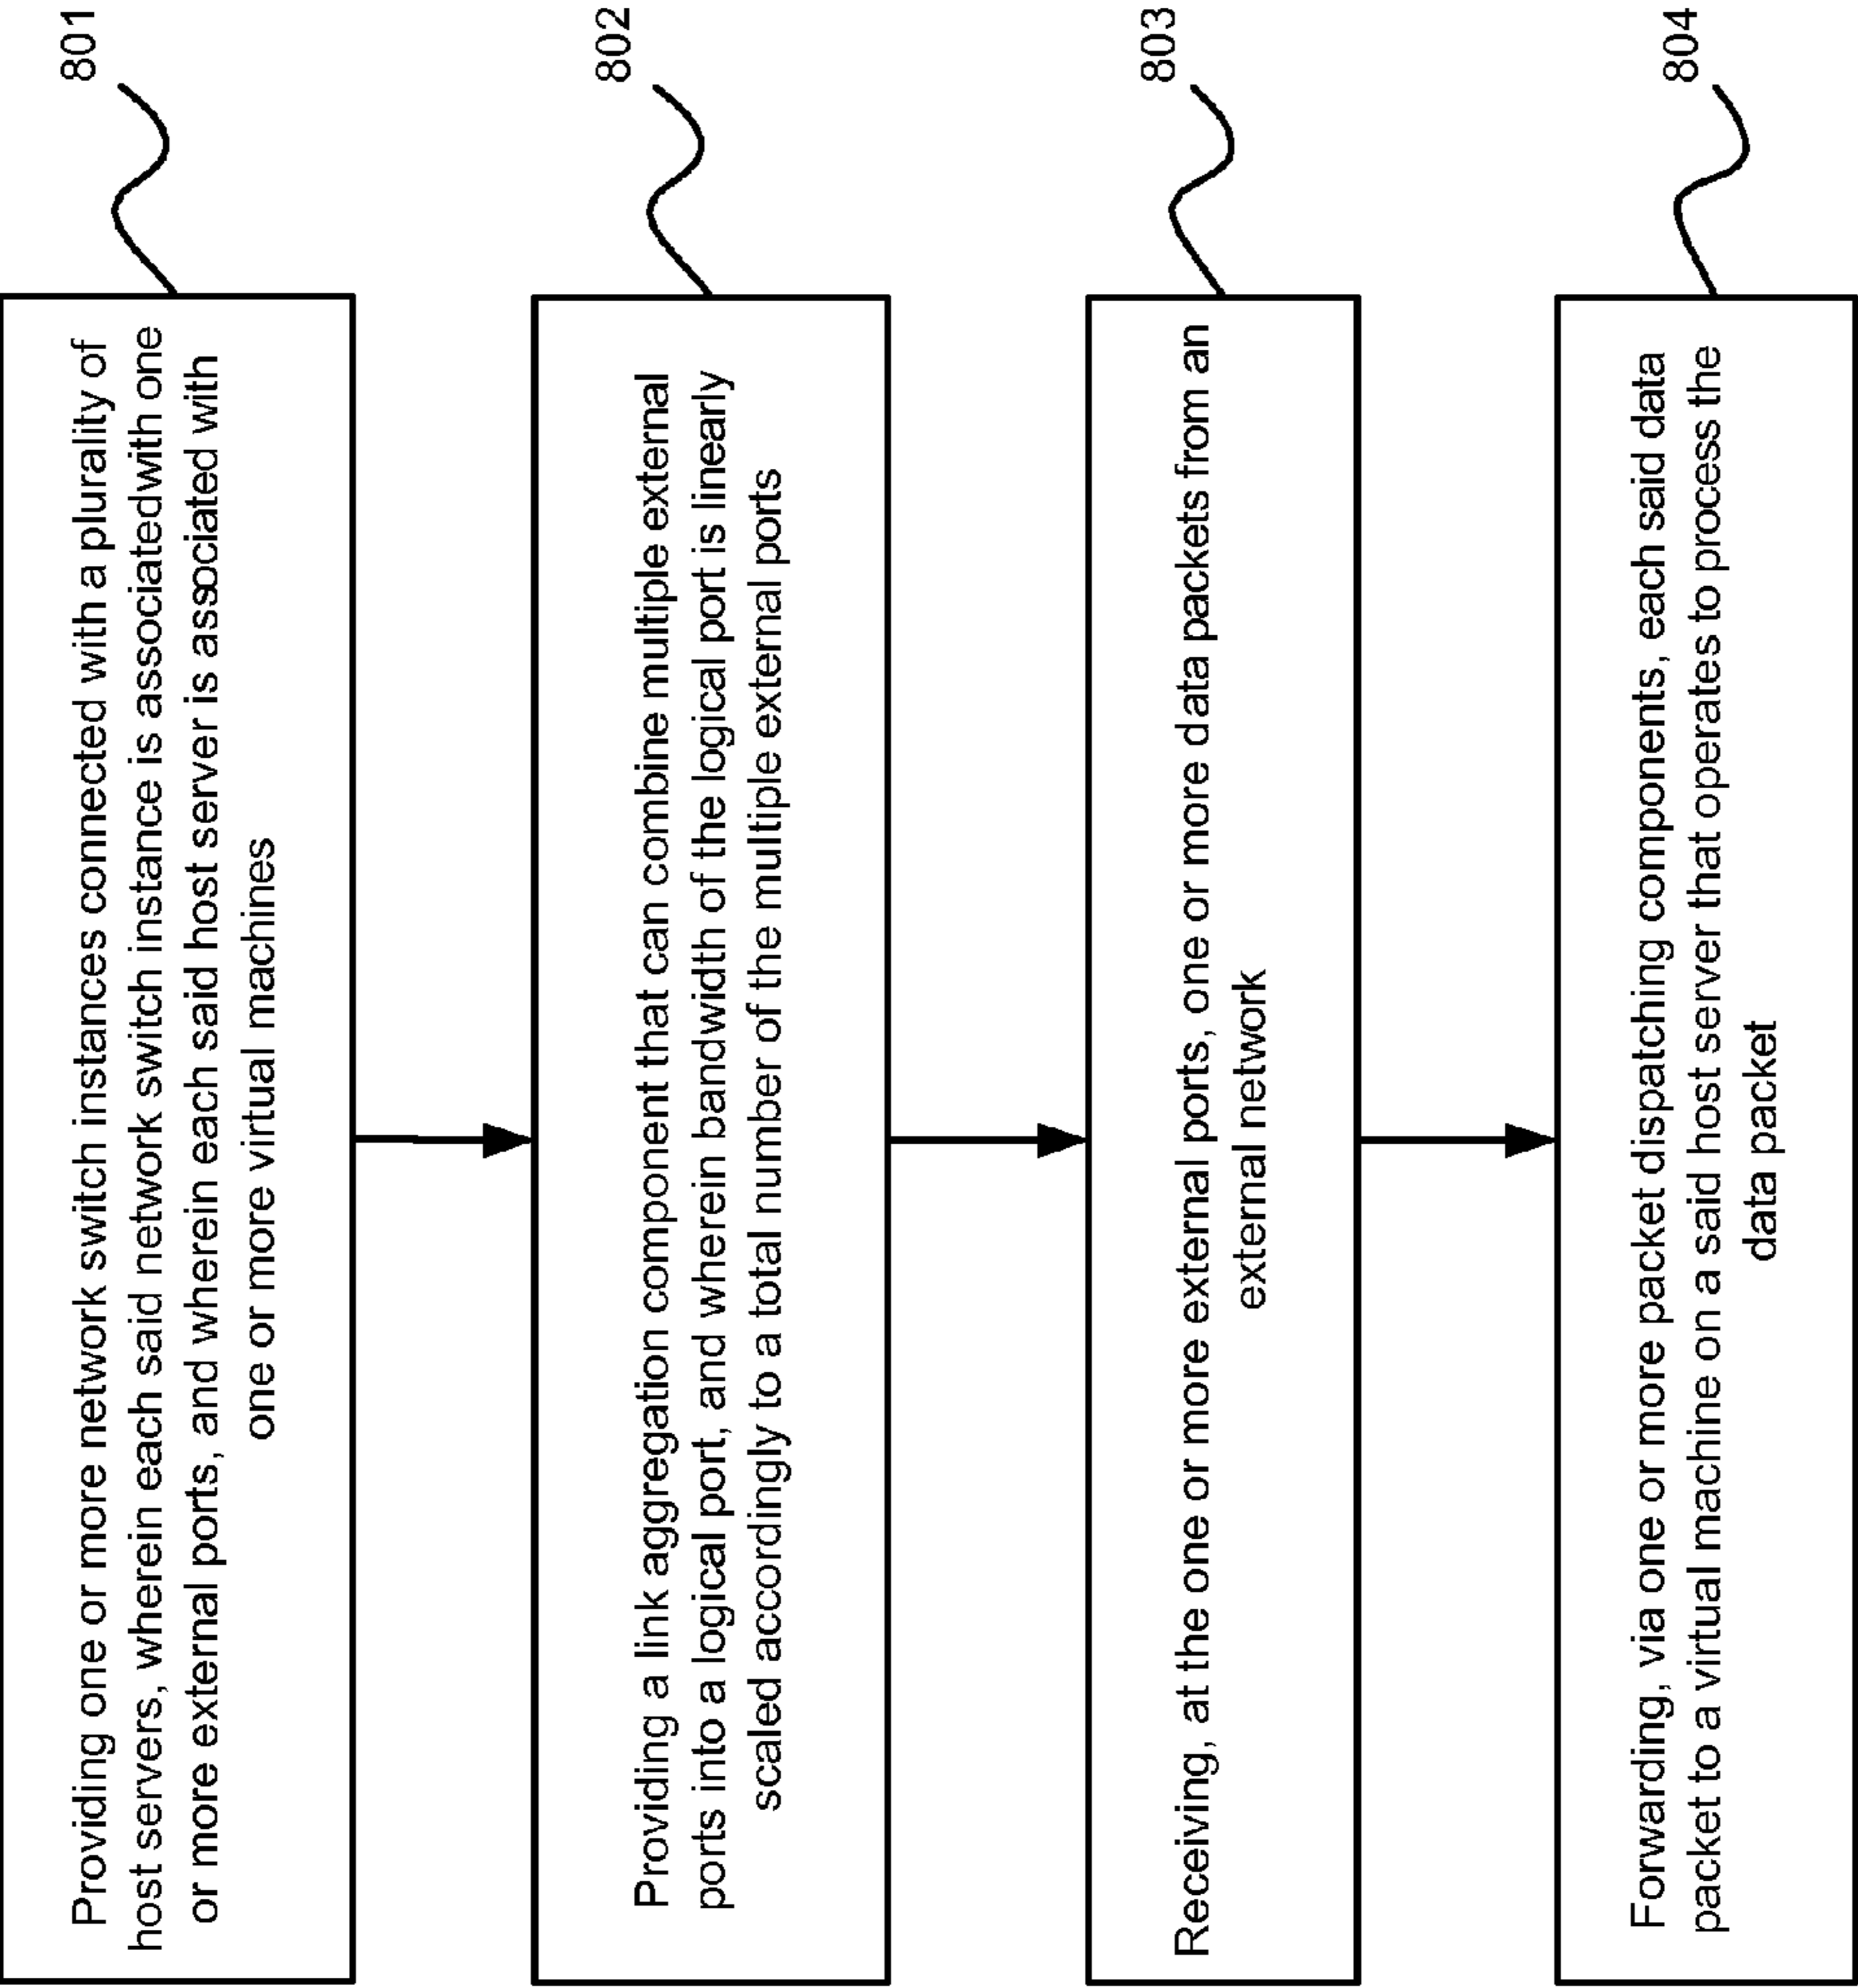 Providing one or more network switch instances connected with a plurality of
host servers, wherein each said network switch instance is associatedwith one
or more external ports, and wherein each said host server is associated with
one or more virtual machines
801
Providing a link aggregation component that can combine multiple external
ports into a logical port, and wherein bandwidth of the logical port is linearly
scaled accordingly to a total number of the multiple external ports
802
Receiving, at the one or more external ports, one or more data packets from an
external network
803
Forwarding, via one or more packet dispatching components, each said data
packet to a virtual machine on a said host server that operates to process the
data packet
804